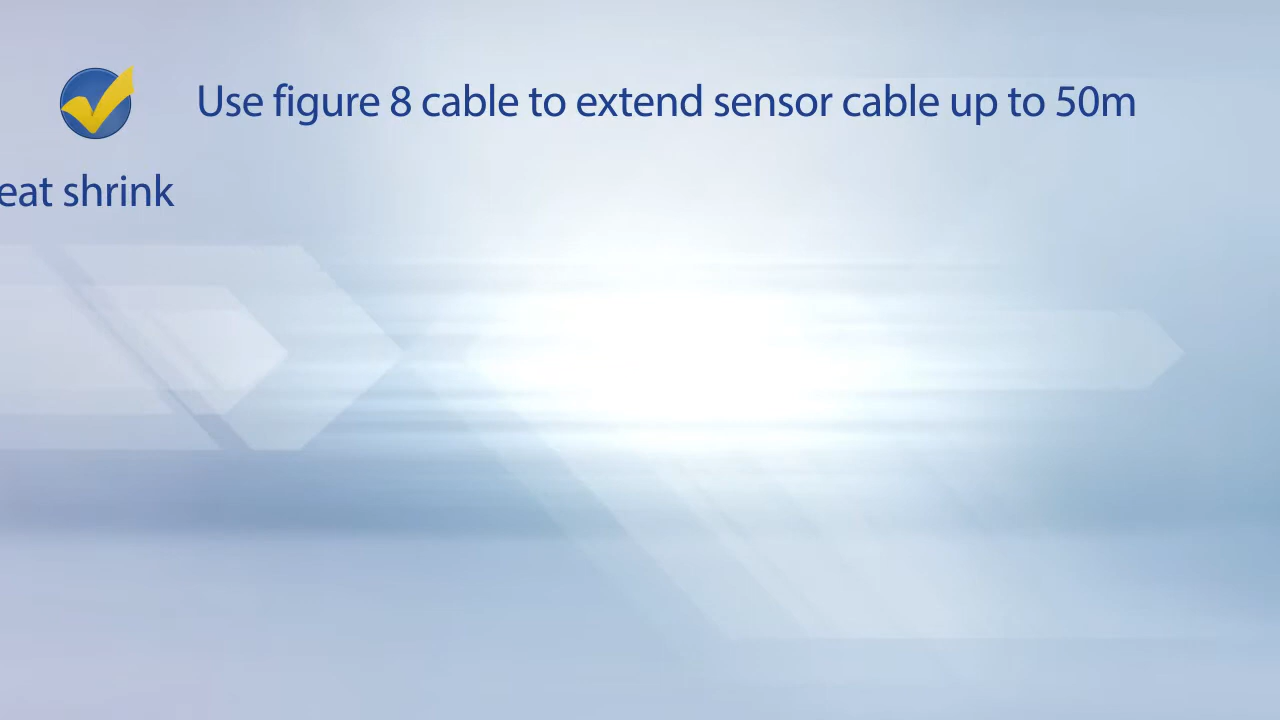 Use figure 8 cable to extend sensor cable up to 50m
eat shrink